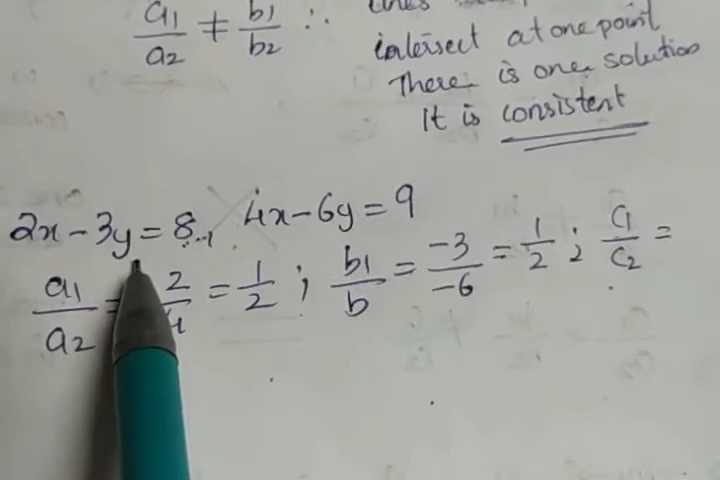 a1/a2 ≠ b1/b2 ∴ lines
intersect at one point
There is one solution
It is consistent
2x - 3y = 8, 4x - 6y = 9
a1/a2 = 2/4 = 1/2 ; b1/b = -3/-6 = 1/2 ; C1/C2 =